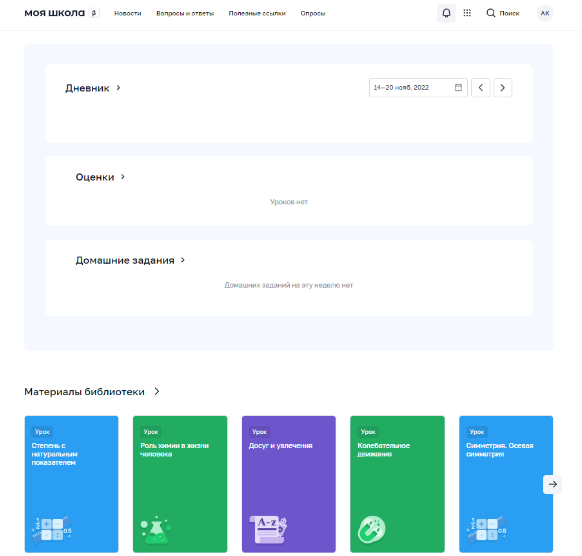 моя школа β Новости Вопросы и ответы Полезные ссылки Опросы Поиск АК
Дневник
14—20 нояб. 2022
Оценки
Уроков нет
Домашние задания
Домашних заданий на эту неделю нет
Материалы библиотеки
Урок
Степень с
натуральным
показателем
Урок
Роль химии в жизни
человека
Урок
Досуг и увлечения
A-z
Урок
Колебательное
движение
Урок
Симметрия. Осевая
симметрия